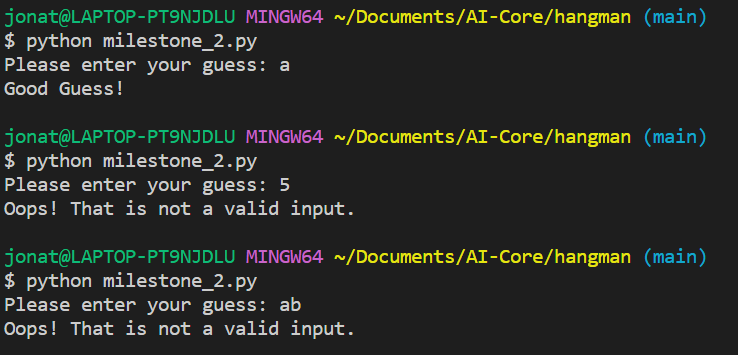 jonat@LAPTOP-PT9NJDLU MINGW64 ~/Documents/AI-Core/hangman (main)
$ python milestone_2.py
Please enter your guess: a
Good Guess!
jonat@LAPTOP-PT9NJDLU MINGW64 ~/Documents/AI-Core/hangman (main)
$ python milestone_2.py
Please enter your guess: 5
Oops! That is not a valid input.
jonat@LAPTOP-PT9NJDLU MINGW64 ~/Documents/AI-Core/hangman (main)
$ python milestone_2.py
Please enter your guess: ab
Oops! That is not a valid input.